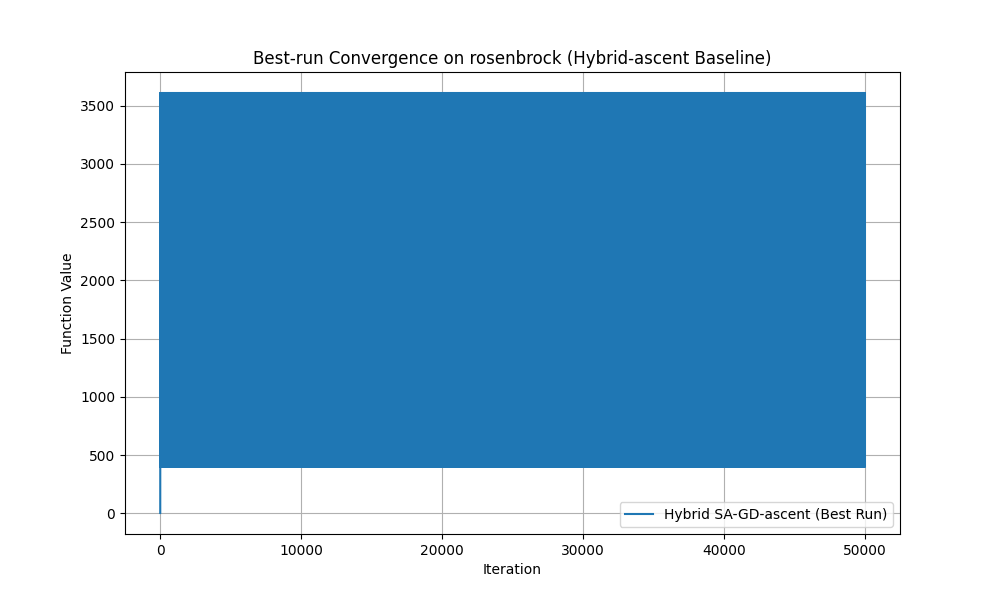 Best-run Convergence on rosenbrock (Hybrid-ascent Baseline)
Function Value
3500
3000
2500
2000
1500
1000
500
0
Hybrid SA-GD-ascent (Best Run)
0 10000 20000 30000 40000 50000
Iteration